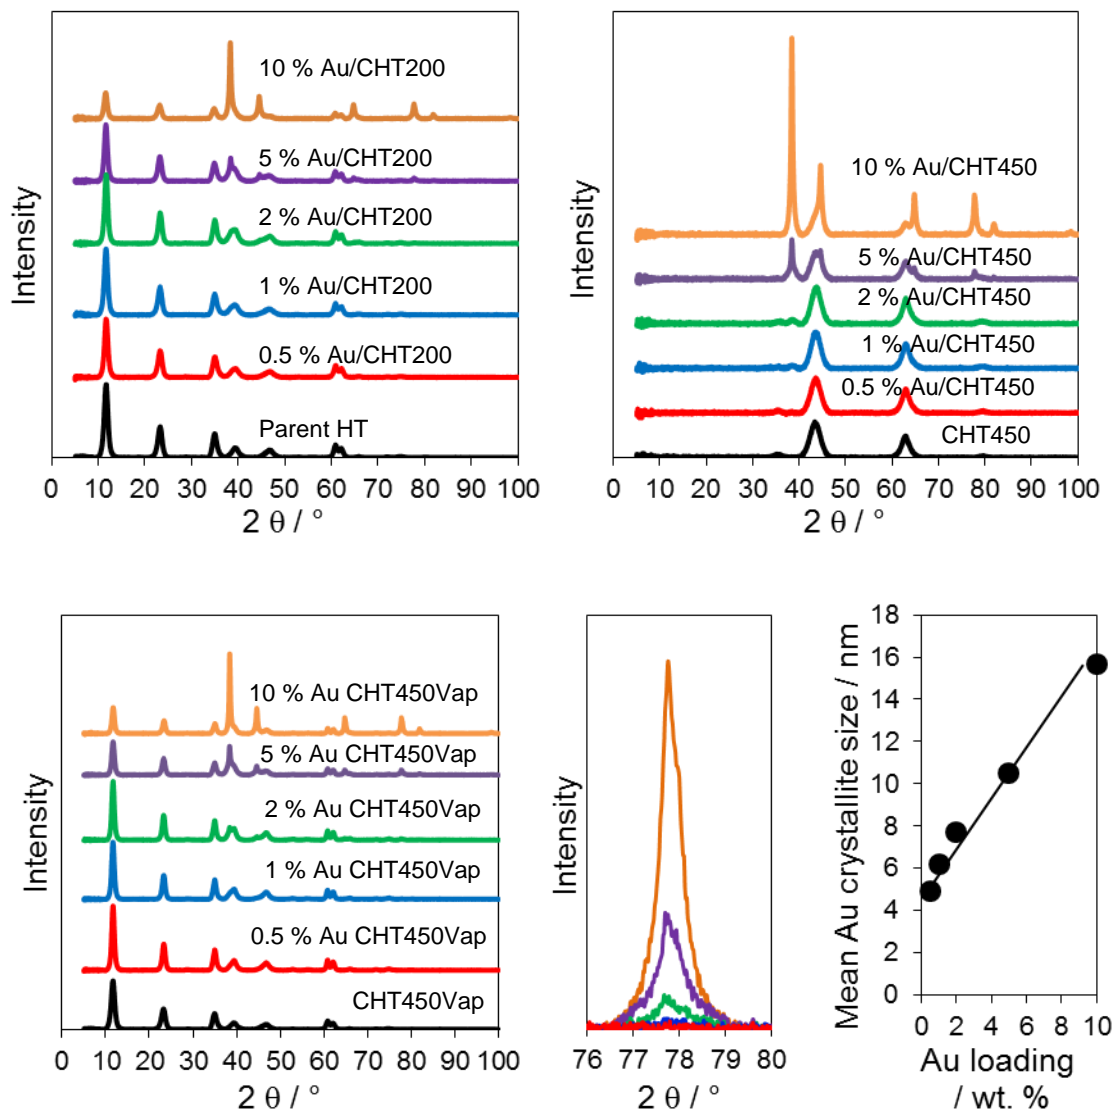 10 % Au/CHT200
5 % Au/CHT200
2 % Au/CHT200
1 % Au/CHT200
0.5 % Au/CHT200
Parent HT
Intensity
0 10 20 30 40 50 60 70 80 90 100
2 θ / °
10 % Au/CHT450
5 % Au/CHT450
2 % Au/CHT450
1 % Au/CHT450
0.5 % Au/CHT450
CHT450
Intensity
0 10 20 30 40 50 60 70 80 90 100
2 θ / °
10 % Au CHT450Vap
5 % Au CHT450Vap
2 % Au CHT450Vap
1 % Au CHT450Vap
0.5 % Au CHT450Vap
CHT450Vap
Intensity
0 10 20 30 40 50 60 70 80 90 100
2 θ / °
Intensity
76 77 78 79 80
2 θ / °
Mean Au crystallite size / nm
18
16
14
12
10
8
6
4
2
0
0 2 4 6 8 10
Au loading
/ wt. %